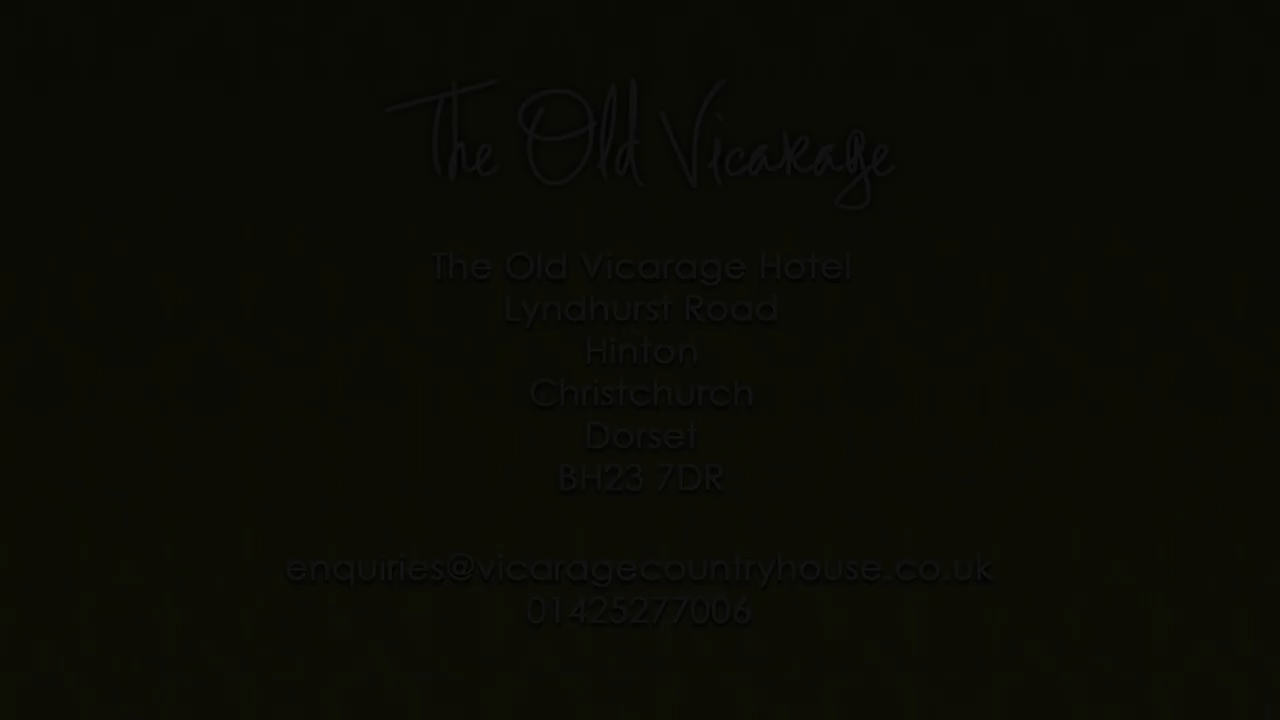 The Old Vicarage
The Old Vicarage Hotel
Lyndhurst Road
Hinton
Christchurch
Dorset
BH23 7DR
enquiries@vicaragecountryhouse.co.uk
01425277006